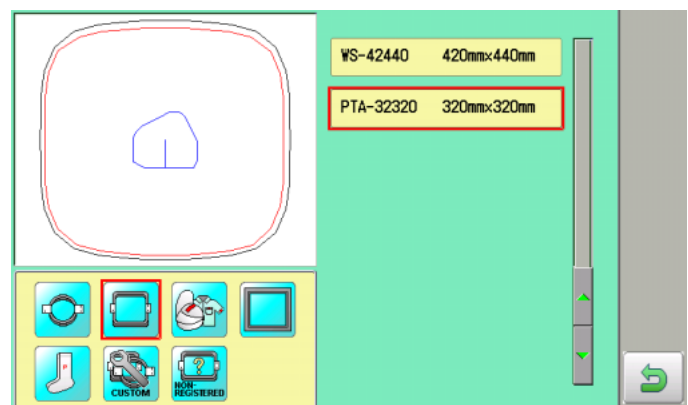 WS-42440 420mm×440mm
PTA-32320 320mm×320mm
P
CUSTOM
?
NON-
REGISTERED